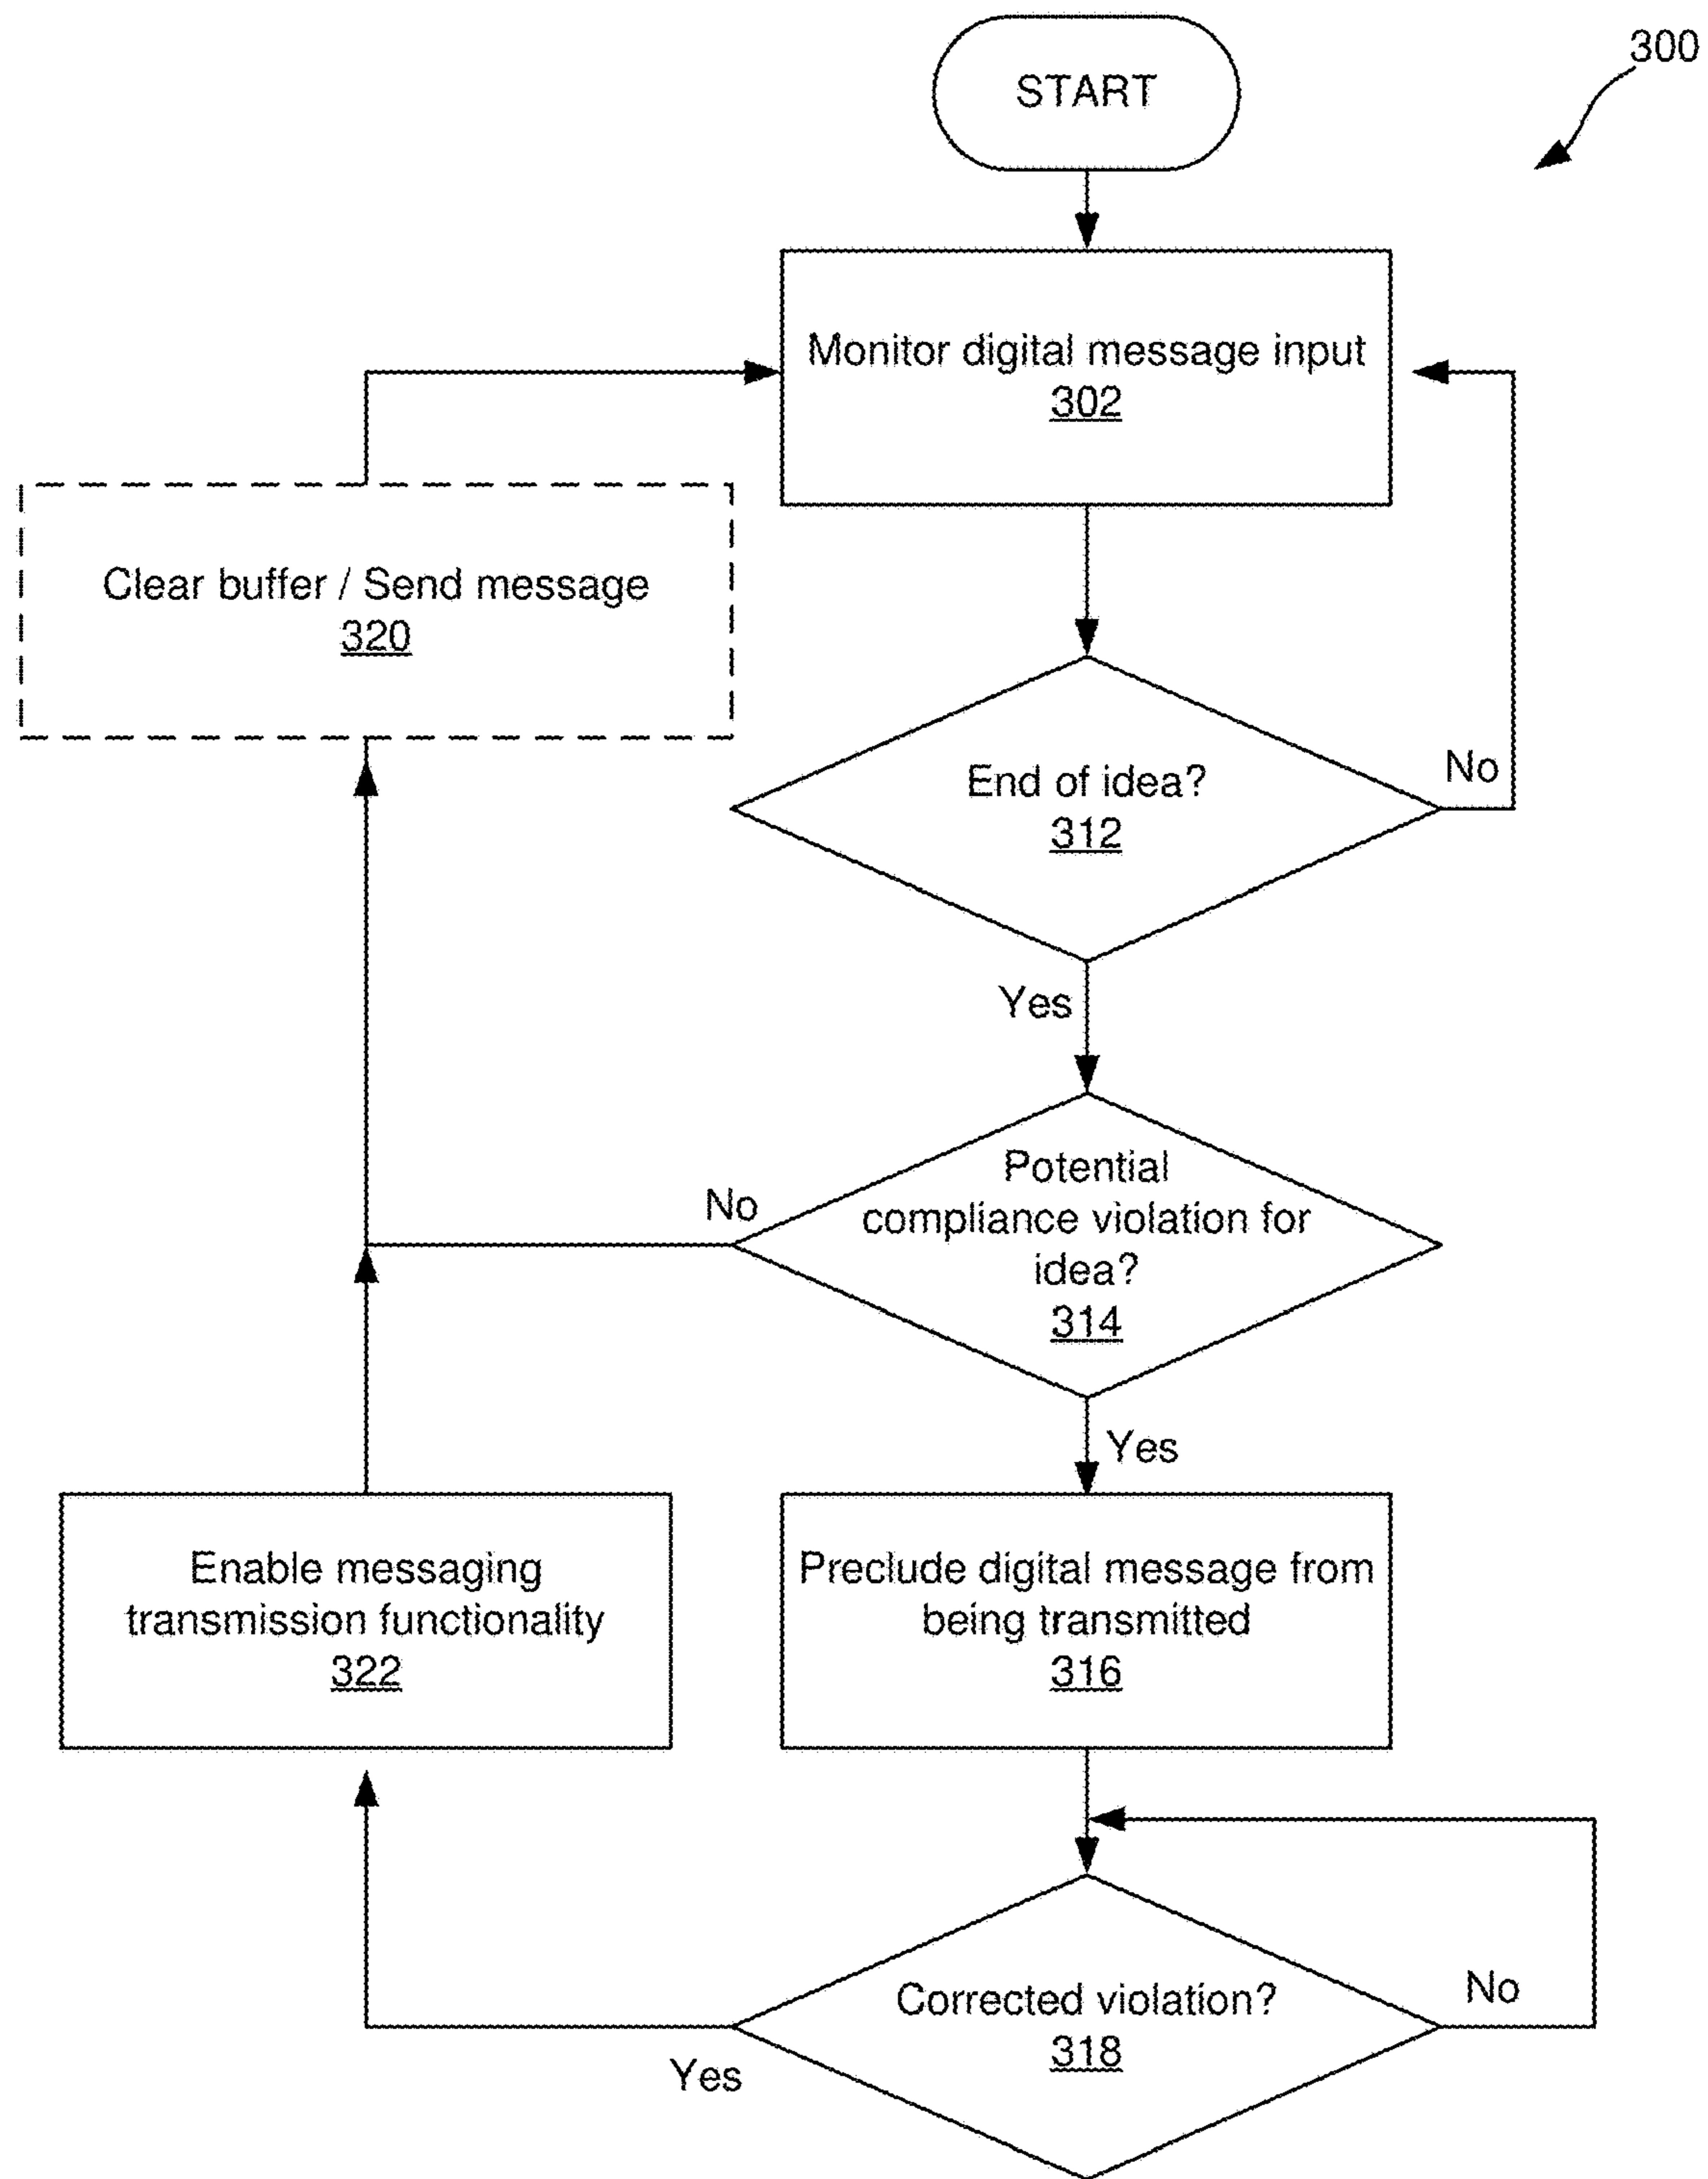 300
START
Monitor digital message input
302
Clear buffer / Send message
320
End of idea?
312
No
Yes
Potential
compliance violation for
idea?
314
No
Yes
Enable messaging
transmission functionality
322
Preclude digital message from
being transmitted
316
Corrected violation?
318
No
Yes